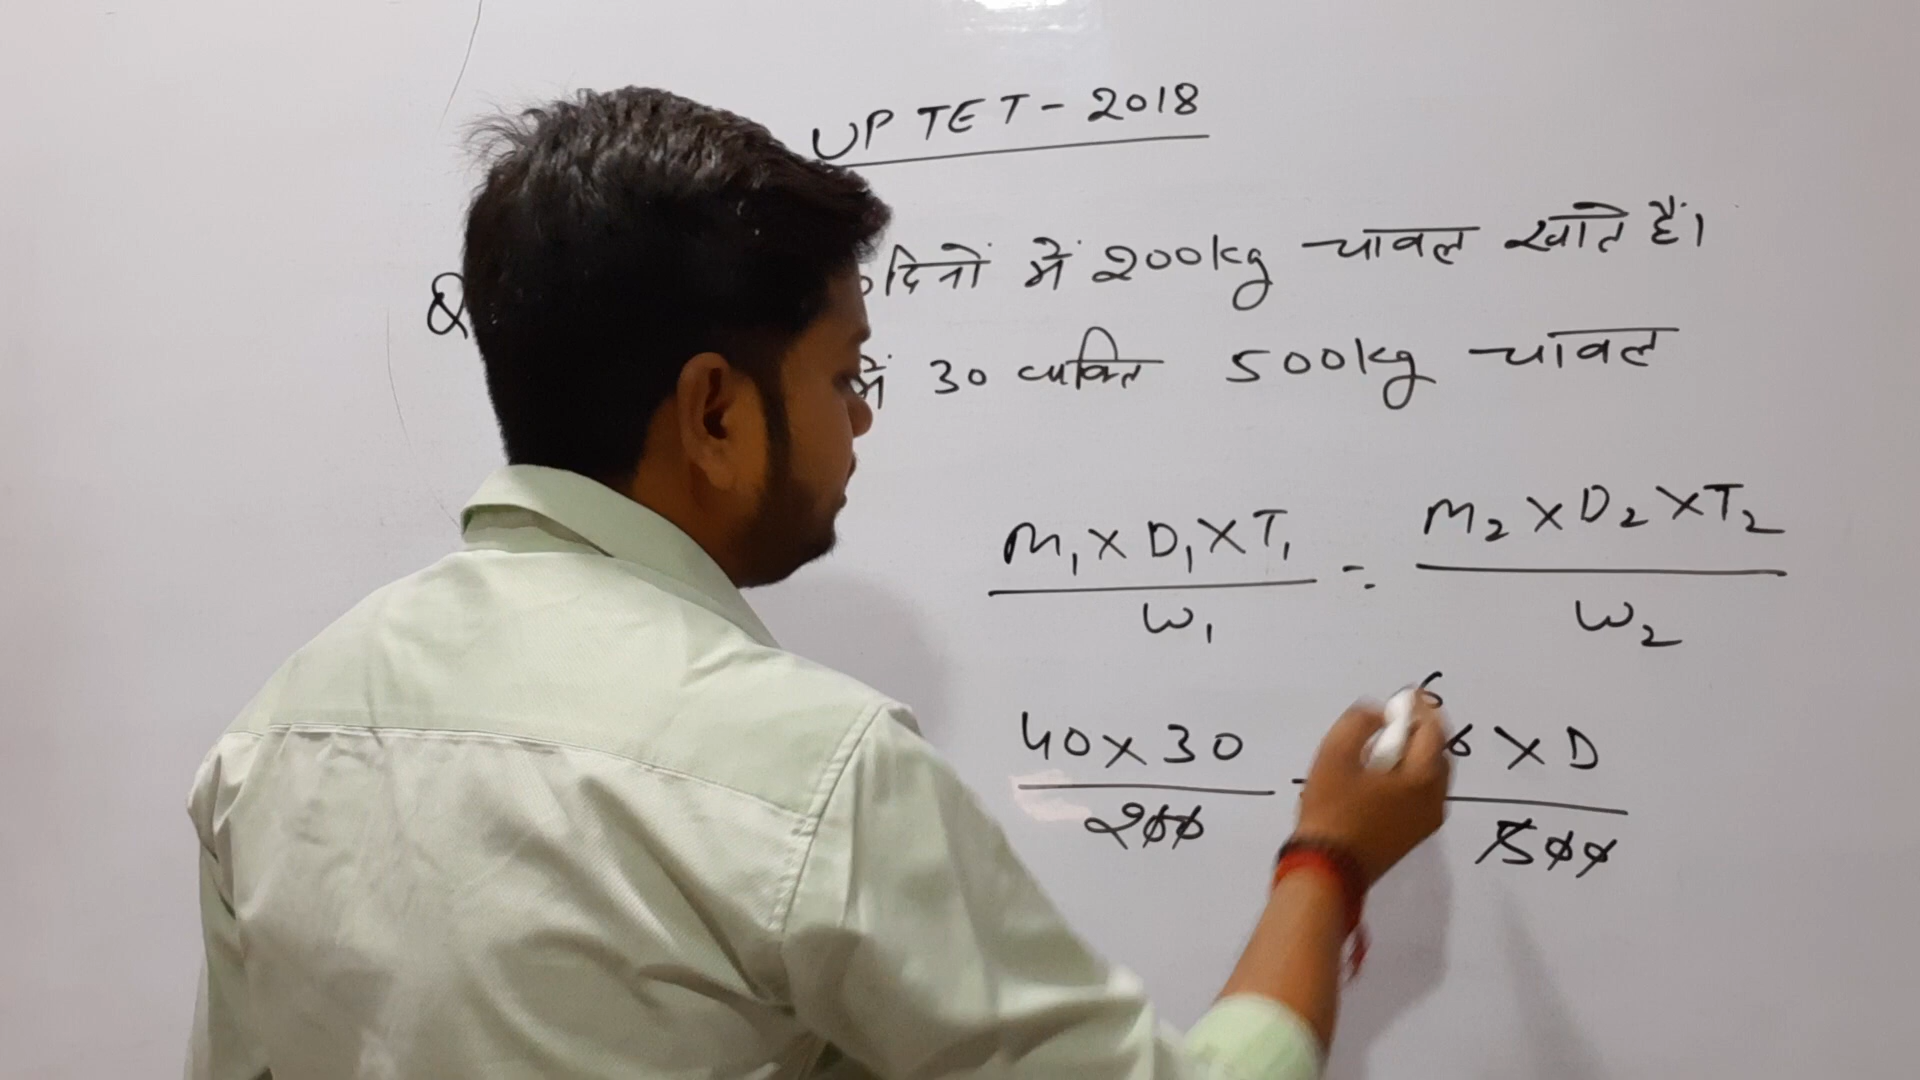 UP TET - 2018
Q दिनों में 200kg चावल खाते हैं।
में 30 व्यक्ति 500kg चावल
M₁ × D₁ × T₁ = M₂ × D₂ × T₂
W₁ W₂
6
40 × 30 × D
200 500